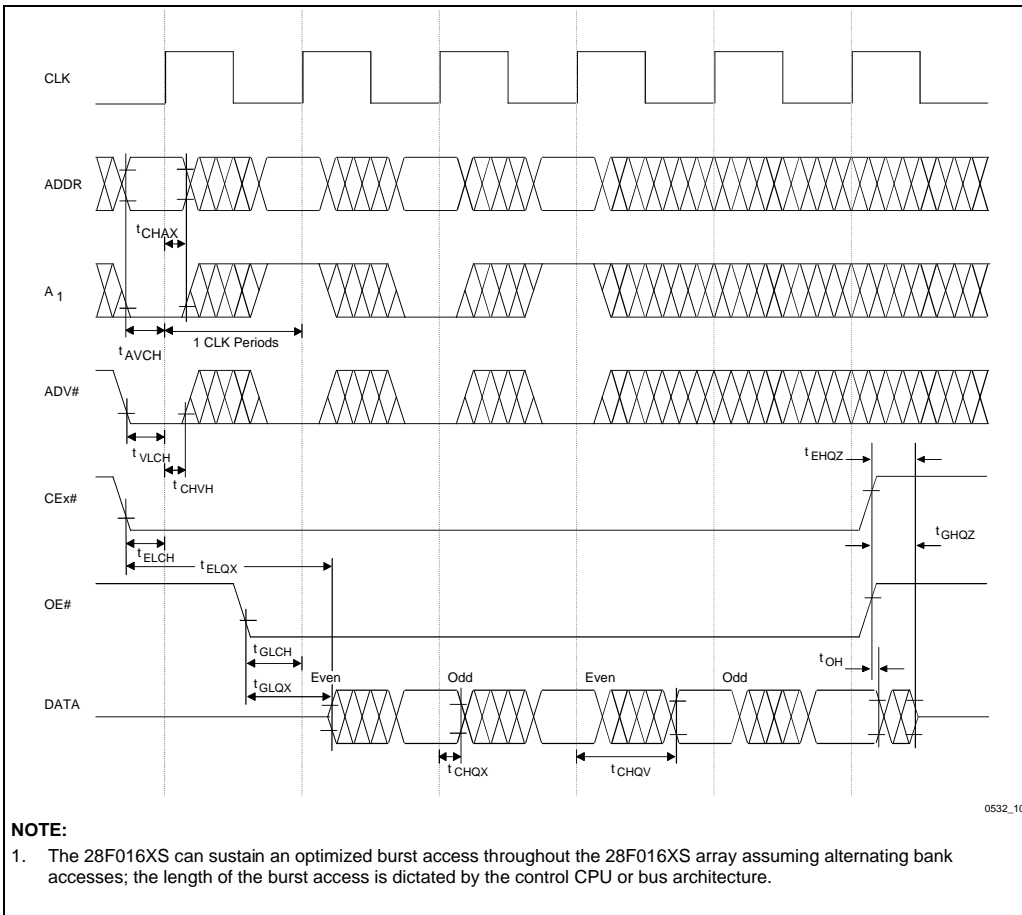 CLK
ADDR
tCHAX
A1
tAVCH
1 CLK Periods
ADV#
tVLCH
tCHVH
tEHQZ
CEx#
tGHQZ
tELCH
tELQX
OE#
tGLCH
tOH
tGLQX
Even
Odd
Even
Odd
DATA
tCHQX
tCHQV
0532_10
NOTE:
1. The 28F016XS can sustain an optimized burst access throughout the 28F016XS array assuming alternating bank
accesses; the length of the burst access is dictated by the control CPU or bus architecture.